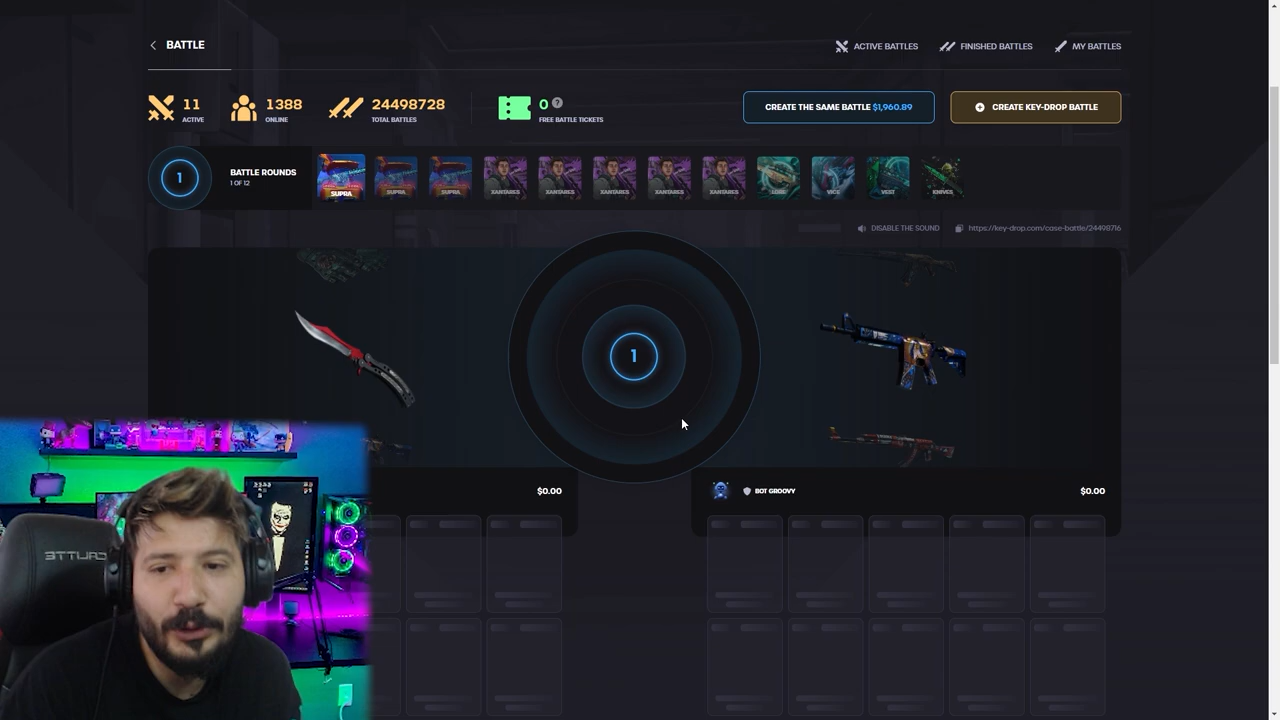 BATTLE
ACTIVE BATTLES
FINISHED BATTLES
MY BATTLES
11
ACTIVE
1388
ONLINE
24498728
TOTAL BATTLES
0 ?
FREE BATTLE TICKETS
CREATE THE SAME BATTLE $1,960.89
CREATE KEY-DROP BATTLE
1
BATTLE ROUNDS
1 OF 12
SUPRA
SUPRA
SUPRA
XANTARES
XANTARES
XANTARES
XANTARES
XANTARES
LORE
VICE
VEST
KNIVES
DISABLE THE SOUND
https://key-drop.com/case-battle/24498716
1
$0.00
BOT GROOVY
$0.00